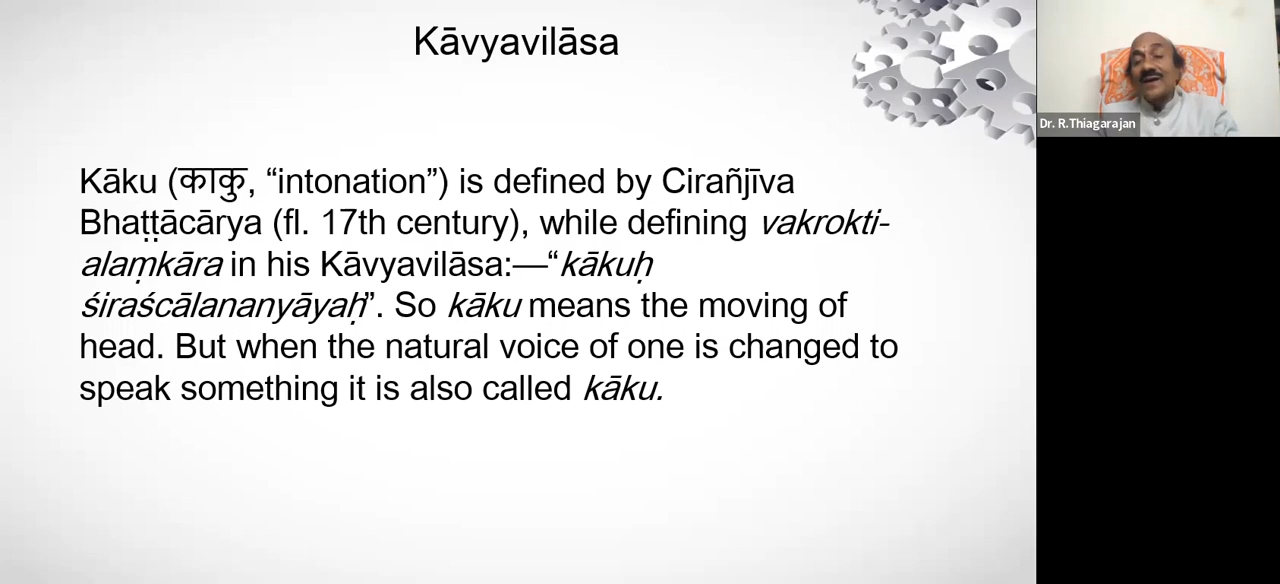 Kāvyavilāsa
Kāku (काकु, “intonation”) is defined by Cirañjīva
Bhaṭṭācārya (fl. 17th century), while defining vakrokti-
alaṃkāra in his Kāvyavilāsa:—“kākuḥ
śiraścālananyāyaḥ”. So kāku means the moving of
head. But when the natural voice of one is changed to
speak something it is also called kāku.
Dr. R.Thiagarajan